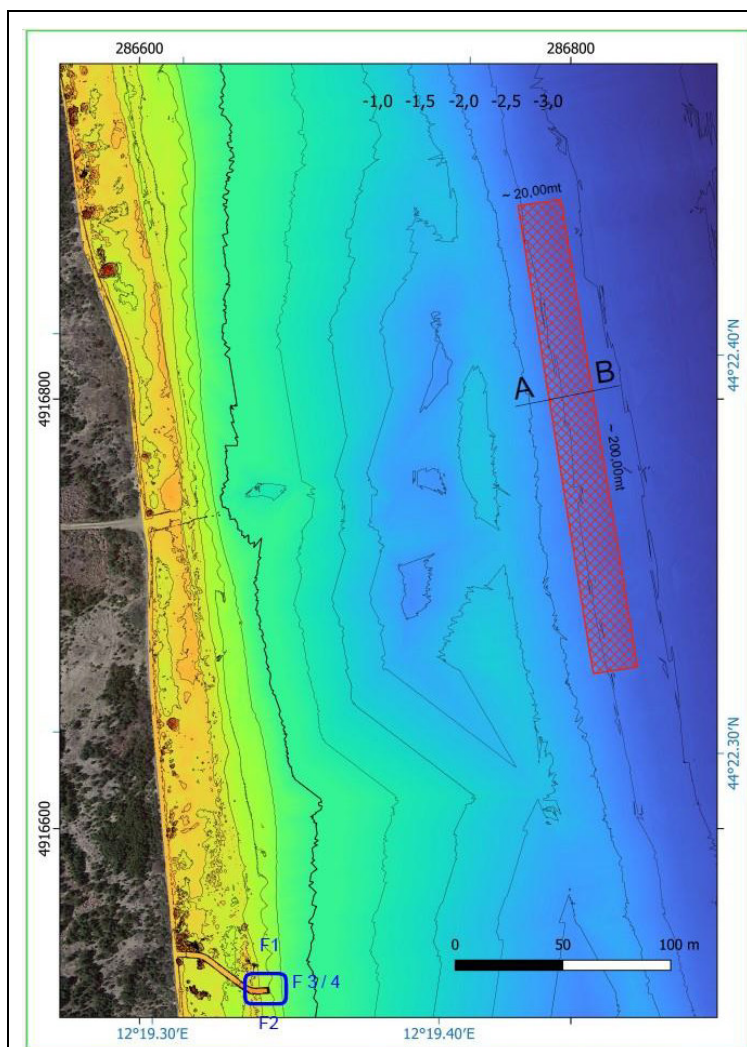 286600 286800
-1,0 -1,5 -2,0 -2,5 -3,0
~ 20,00mt
44°22.40'N
4916800
A B
~ 200,00mt
44°22.30'N
4916600
F1
F 3 / 4
F2
0 50 100 m
12°19.30'E 12°19.40'E